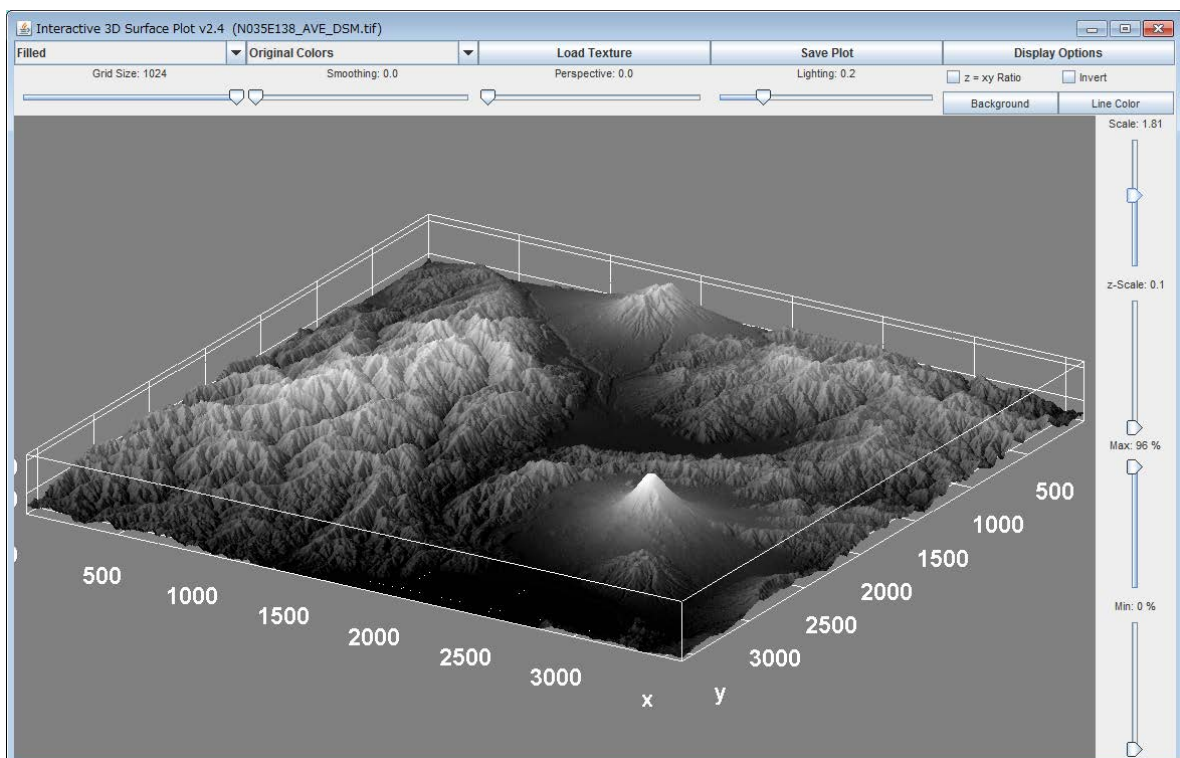 Interactive 3D Surface Plot v2.4 (N035E138_AVE_DSM.tif)
Filled
Original Colors
Load Texture
Save Plot
Display Options
Grid Size: 1024
Smoothing: 0.0
Perspective: 0.0
Lighting: 0.2
z = xy Ratio
Invert
Background
Line Color
Scale: 1.81
z-Scale: 0.1
Max: 96 %
Min: 0 %
500
1000
1500
2000
2500
3000
x
y
3000
2500
2000
1500
1000
500